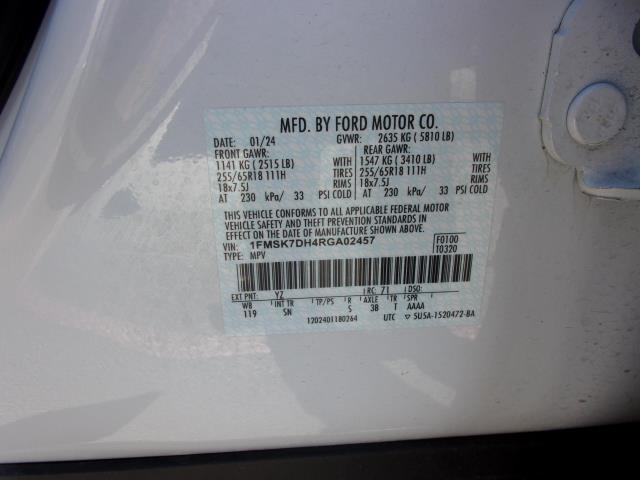 MFD. BY FORD MOTOR CO.
DATE: 01/24 GVWR: 2635 KG ( 5810 LB)
FRONT GAWR: REAR GAWR:
1141 KG ( 2515 LB) WITH 1547 KG ( 3410 LB) WITH
255/65R18 111H TIRES 255/65R18 111H TIRES
18x7.5J RIMS 18x7.5J RIMS
AT 230 kPa/ 33 PSI COLD AT 230 kPa/ 33 PSI COLD
THIS VEHICLE CONFORMS TO ALL APPLICABLE FEDERAL MOTOR
VEHICLE SAFETY AND THEFT PREVENTION STANDARDS IN
EFFECT ON THE DATE OF MANUFACTURE SHOWN ABOVE.
VIN: 1FMSK7DH4RGA02457 F0100
TYPE: MPV T0320
EXT PNT: YZ RC: 71 DSO:
WB INT TR TP/PS R AXLE TR SPR
119 SN S 3B T AAAA
1202401180264 UTC 5U5A-1520472-BA